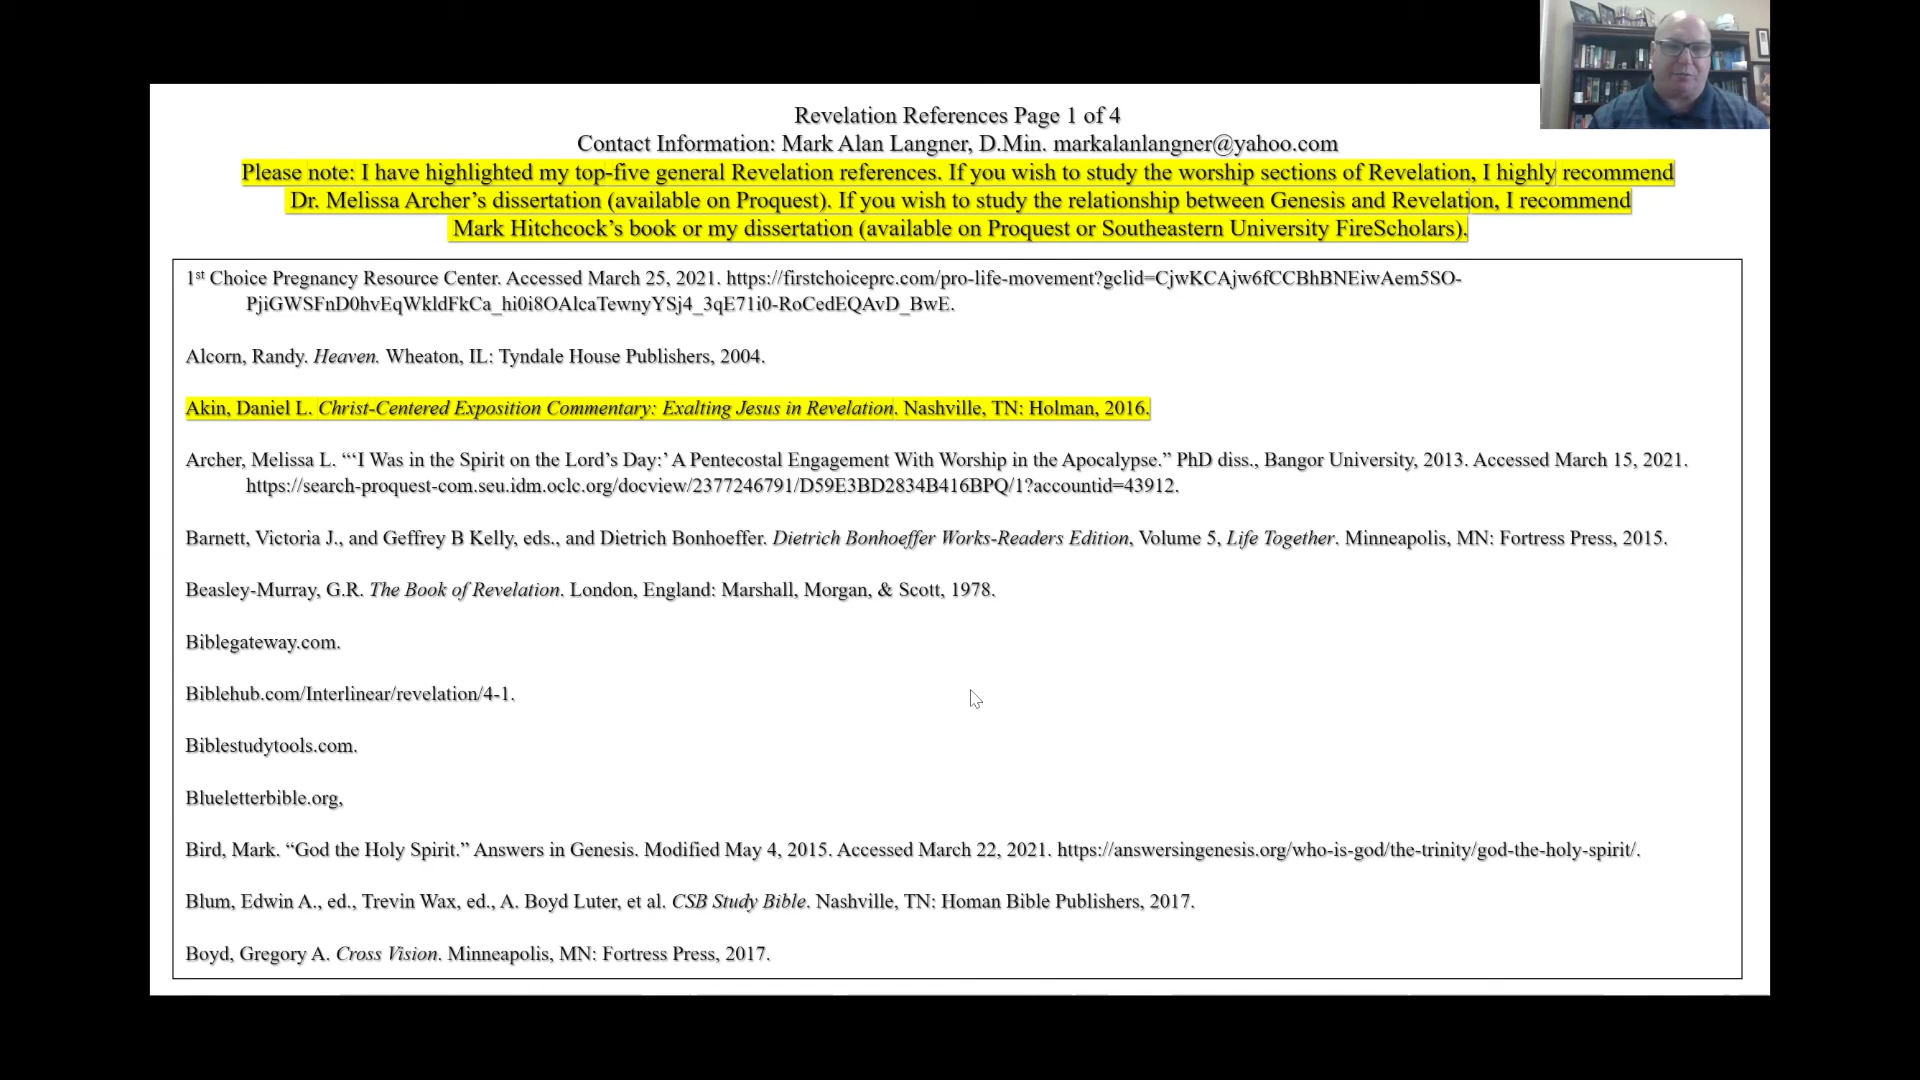 Revelation References Page 1 of 4
Contact Information: Mark Alan Langner, D.Min. markalanlangner@yahoo.com
Please note: I have highlighted my top-five general Revelation references. If you wish to study the worship sections of Revelation, I highly recommend
Dr. Melissa Archer’s dissertation (available on Proquest). If you wish to study the relationship between Genesis and Revelation, I recommend
Mark Hitchcock’s book or my dissertation (available on Proquest or Southeastern University FireScholars).
1st Choice Pregnancy Resource Center. Accessed March 25, 2021. https://firstchoiceprc.com/pro-life-movement?gclid=CjwKCAjw6fCCBhBNEiwAem5SO-
PjiGWSFnD0hvEqWkldFkCa_hi0i8OAlcaTewnyYSj4_3qE71i0-RoCedEQAvD_BwE.
Alcorn, Randy. Heaven. Wheaton, IL: Tyndale House Publishers, 2004.
Akin, Daniel L. Christ-Centered Exposition Commentary: Exalting Jesus in Revelation. Nashville, TN: Holman, 2016.
Archer, Melissa L. “‘I Was in the Spirit on the Lord’s Day:’ A Pentecostal Engagement With Worship in the Apocalypse.” PhD diss., Bangor University, 2013. Accessed March 15, 2021.
https://search-proquest-com.seu.idm.oclc.org/docview/2377246791/D59E3BD2834B416BPQ/1?accountid=43912.
Barnett, Victoria J., and Geffrey B Kelly, eds., and Dietrich Bonhoeffer. Dietrich Bonhoeffer Works-Readers Edition, Volume 5, Life Together. Minneapolis, MN: Fortress Press, 2015.
Beasley-Murray, G.R. The Book of Revelation. London, England: Marshall, Morgan, & Scott, 1978.
Biblegateway.com.
Biblehub.com/Interlinear/revelation/4-1.
Biblestudytools.com.
Blueletterbible.org,
Bird, Mark. “God the Holy Spirit.” Answers in Genesis. Modified May 4, 2015. Accessed March 22, 2021. https://answersingenesis.org/who-is-god/the-trinity/god-the-holy-spirit/.
Blum, Edwin A., ed., Trevin Wax, ed., A. Boyd Luter, et al. CSB Study Bible. Nashville, TN: Homan Bible Publishers, 2017.
Boyd, Gregory A. Cross Vision. Minneapolis, MN: Fortress Press, 2017.